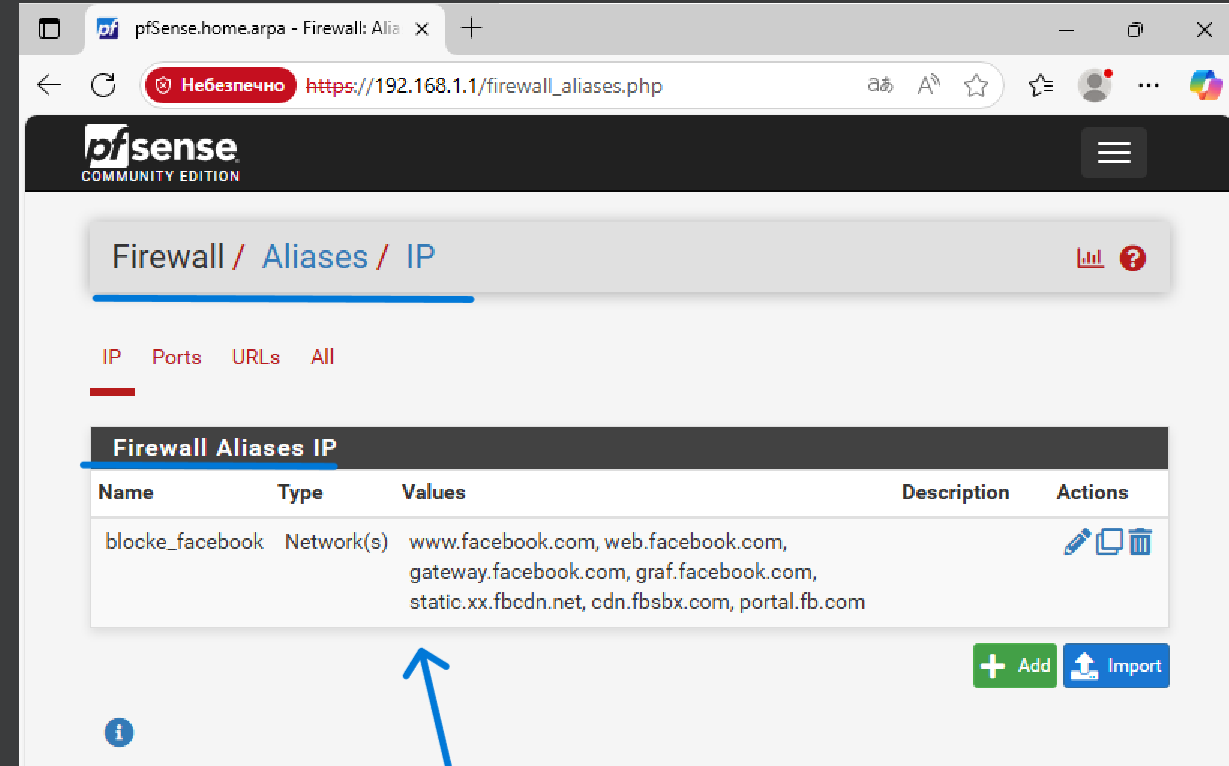 pfSense.home.arpa - Firewall: Alia
Небезпечно https://192.168.1.1/firewall_aliases.php
pfsense
COMMUNITY EDITION
Firewall / Aliases / IP
IP Ports URLs All
Firewall Aliases IP
Name Type Values Description Actions
blocke_facebook Network(s) www.facebook.com, web.facebook.com,
gateway.facebook.com, graf.facebook.com,
static.xx.fbcdn.net, cdn.fbsbx.com, portal.fb.com
Add Import